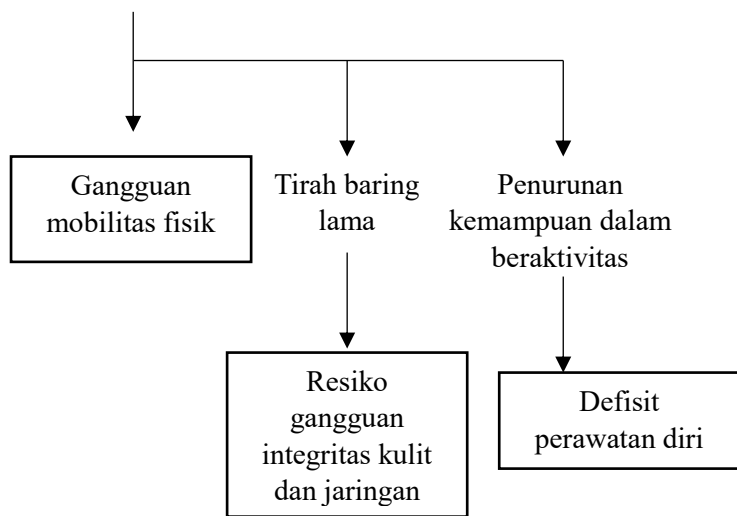 Gangguan
mobilitas fisik
Tirah baring
lama
Penurunan
kemampuan dalam
beraktivitas
Resiko
gangguan
integritas kulit
dan jaringan
Defisit
perawatan diri